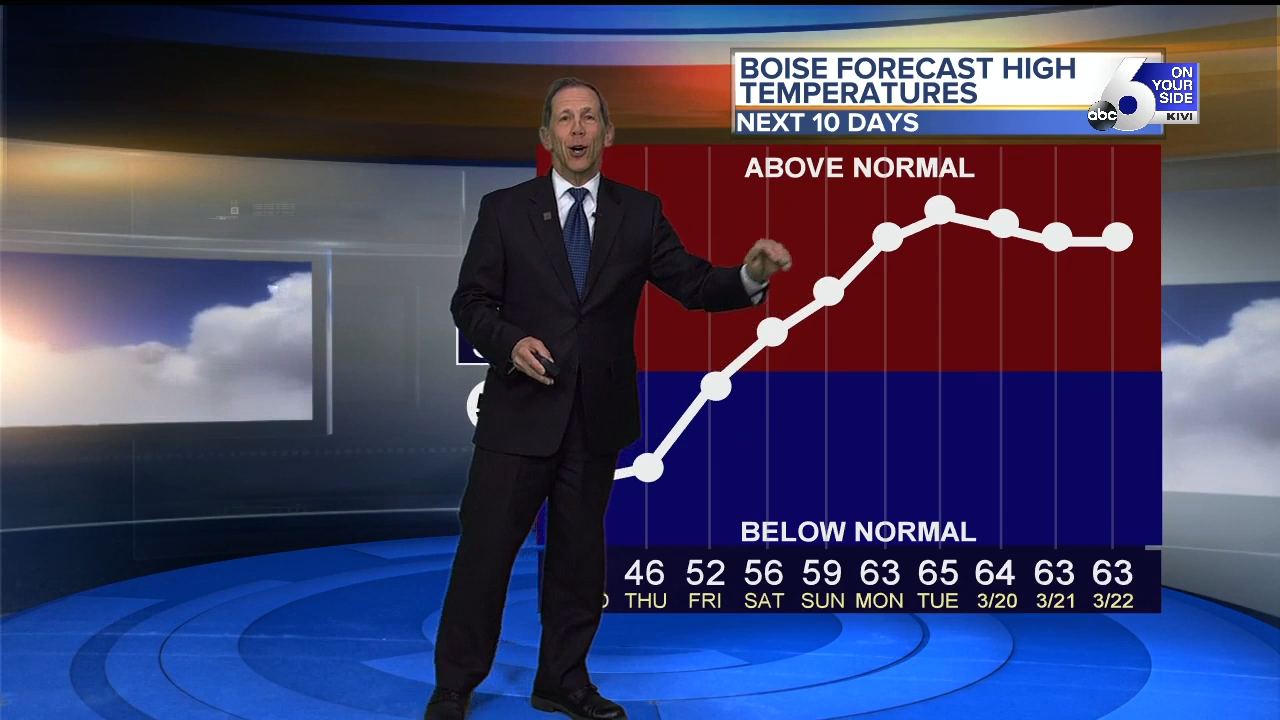 BOISE FORECAST HIGH
TEMPERATURES
NEXT 10 DAYS
abc
6
ON
YOUR
SIDE
KIVI
ABOVE NORMAL
BELOW NORMAL
46 52 56 59 63 65 64 63 63
THU FRI SAT SUN MON TUE 3/20 3/21 3/22